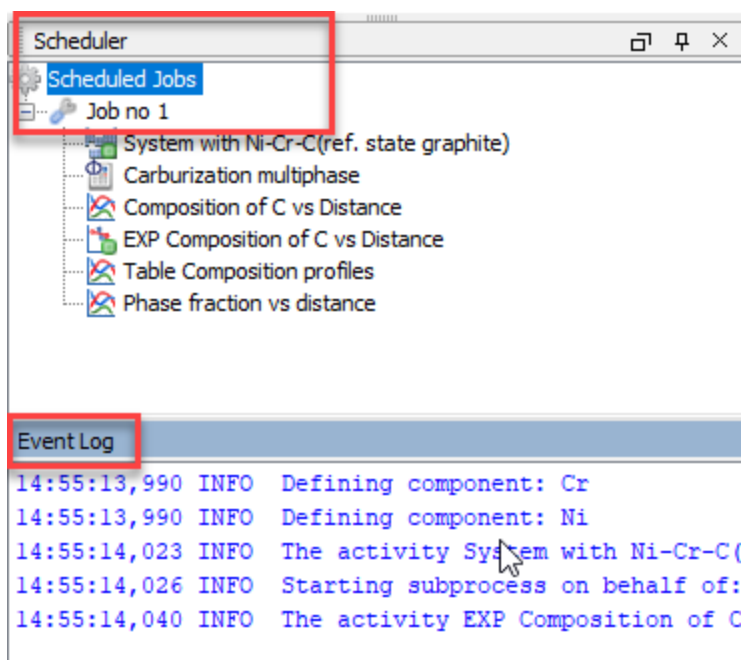 Scheduler
Scheduled Jobs
Job no 1
System with Ni-Cr-C(ref. state graphite)
Carburization multiphase
Composition of C vs Distance
EXP Composition of C vs Distance
Table Composition profiles
Phase fraction vs distance
Event Log
14:55:13,990 INFO Defining component: Cr
14:55:13,990 INFO Defining component: Ni
14:55:14,023 INFO The activity System with Ni-Cr-C(
14:55:14,026 INFO Starting subprocess on behalf of:
14:55:14,040 INFO The activity EXP Composition of C